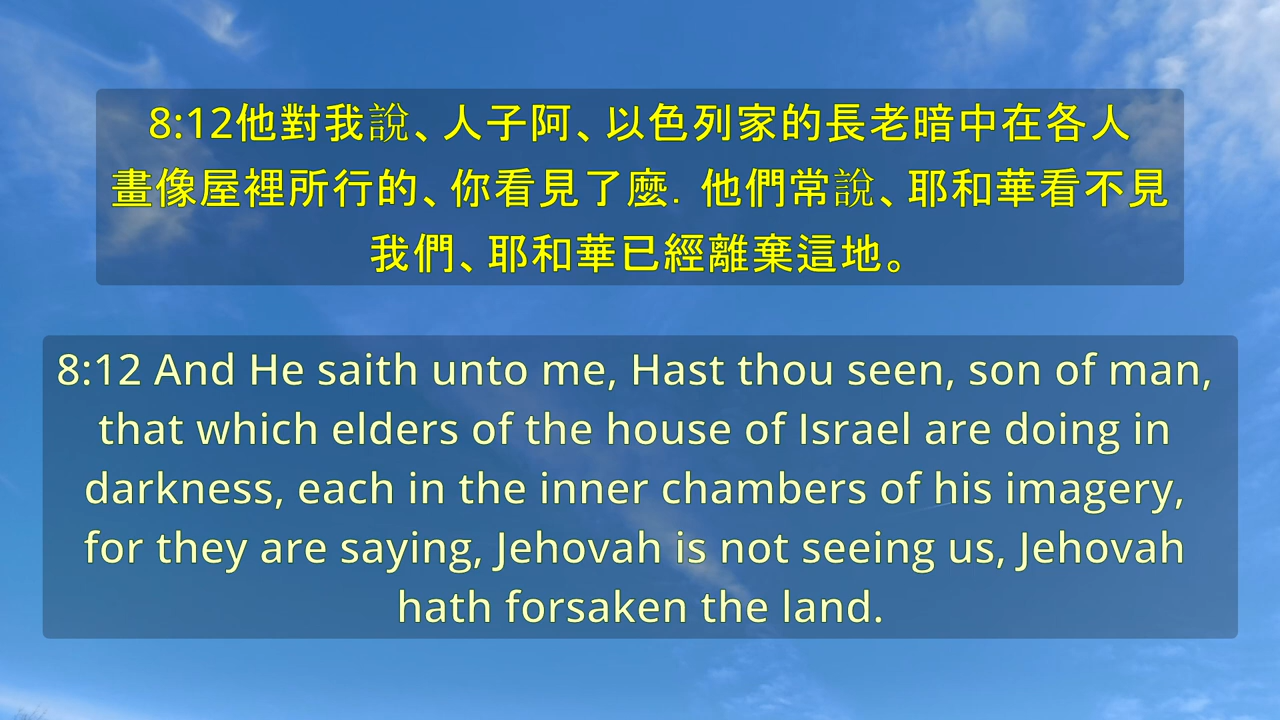 8:12他對我說、人子阿、以色列家的長老暗中在各人
畫像屋裡所行的、你看見了麼．他們常說、耶和華看不見
我們、耶和華已經離棄這地。
8:12 And He saith unto me, Hast thou seen, son of man,
that which elders of the house of Israel are doing in
darkness, each in the inner chambers of his imagery,
for they are saying, Jehovah is not seeing us, Jehovah
hath forsaken the land.